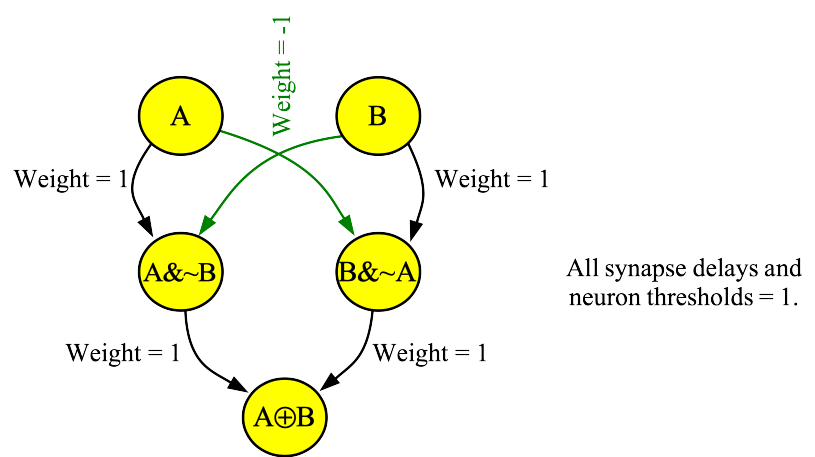 Weight = -1
A
B
Weight = 1
Weight = 1
A&~B
B&~A
All synapse delays and
neuron thresholds = 1.
Weight = 1
Weight = 1
A⊕B